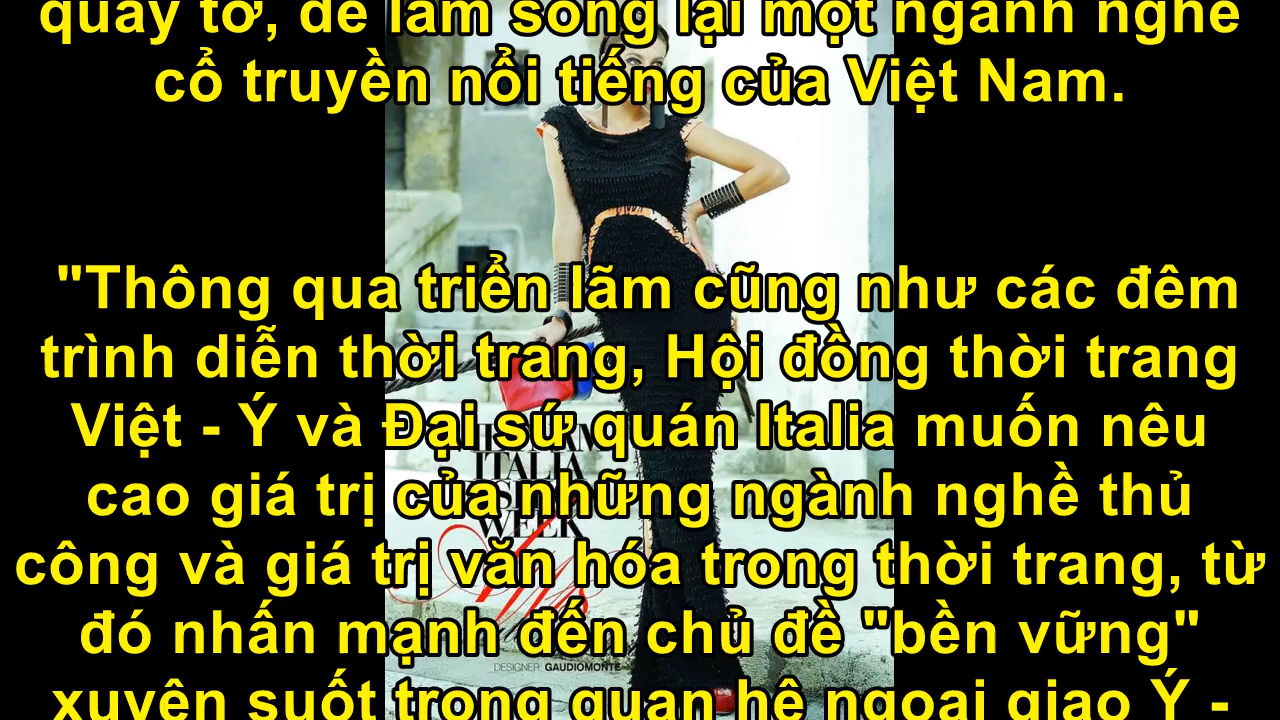 quay tơ, để làm sống lại một ngành nghề
cổ truyền nổi tiếng của Việt Nam.
"Thông qua triển lãm cũng như các đêm
trình diễn thời trang, Hội đồng thời trang
Việt - Ý và Đại sứ quán Italia muốn nêu
cao giá trị của những ngành nghề thủ
công và giá trị văn hóa trong thời trang, từ
đó nhấn mạnh đến chủ đề "bền vững"
xuyên suốt trong quan hệ ngoại giao Ý -
ITALIA
WEEK
DESIGNER GAUDIOMONTE